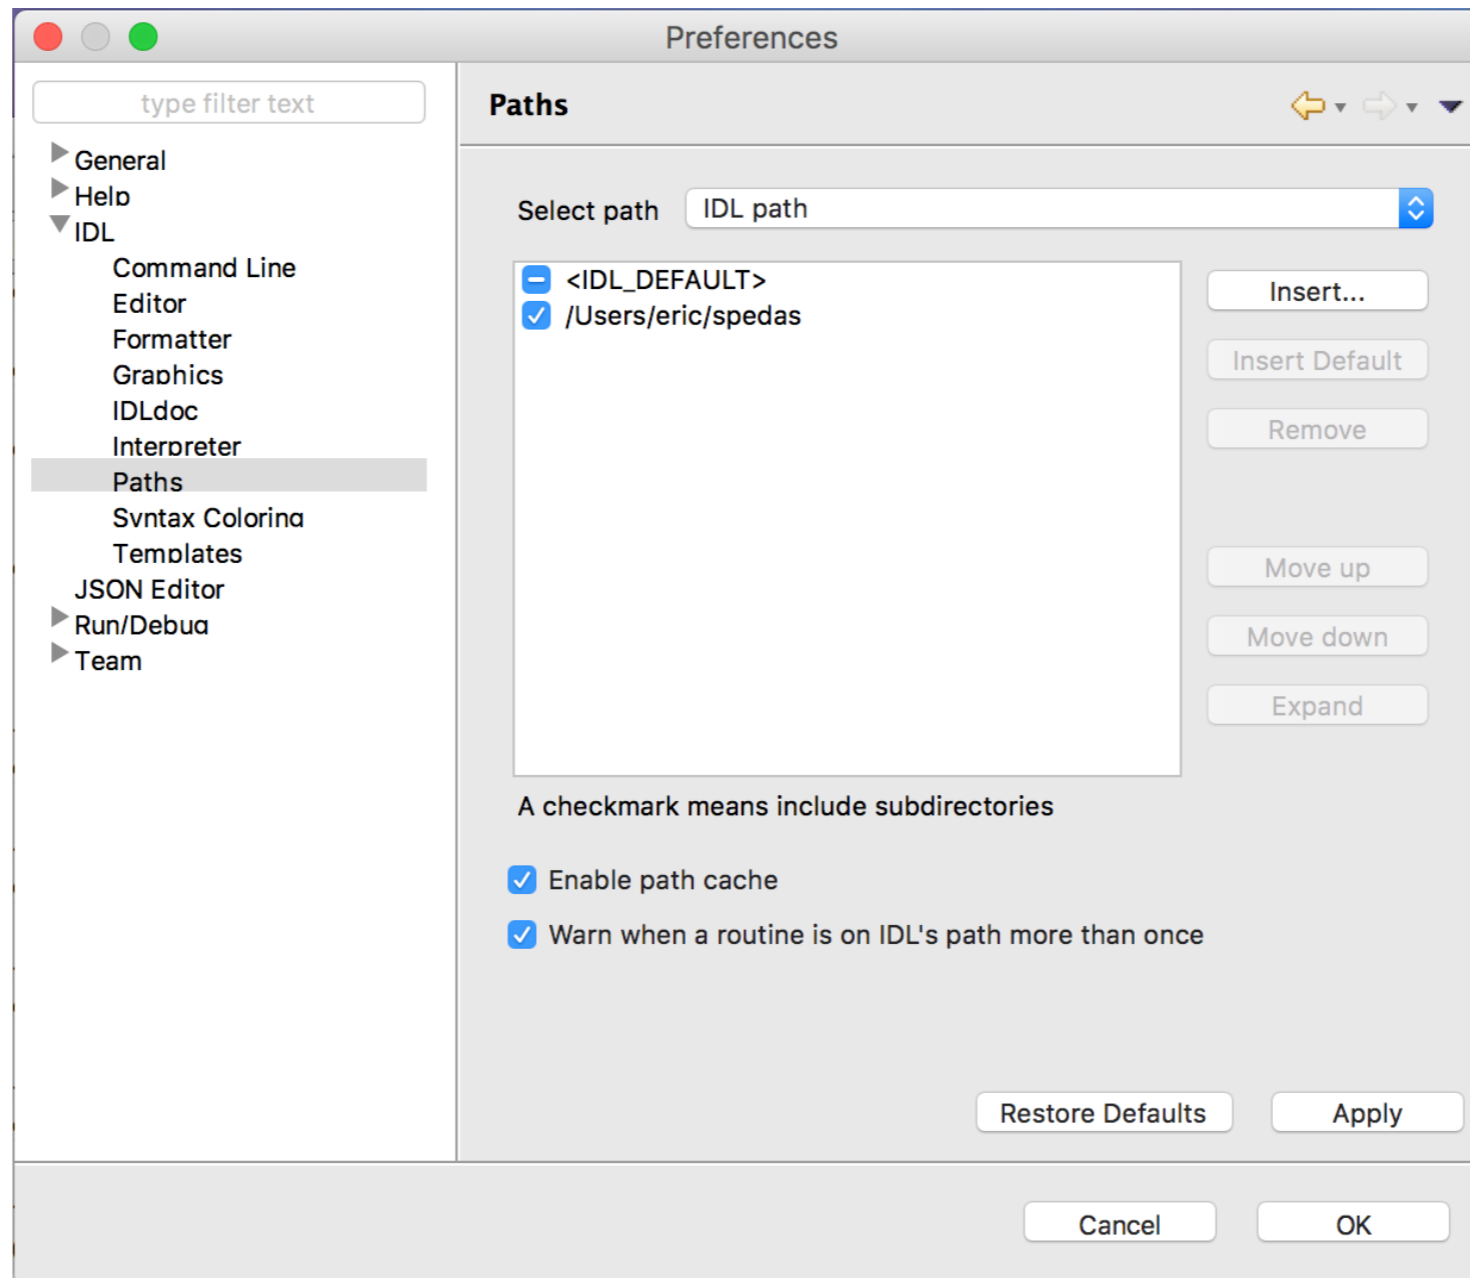 Preferences
type filter text
General
Help
IDL
Command Line
Editor
Formatter
Graphics
IDLdoc
Interpreter
Paths
Syntax Coloring
Templates
JSON Editor
Run/Debug
Team
Paths
Select path IDL path
<IDL_DEFAULT>
/Users/eric/spedas
Insert...
Insert Default
Remove
Move up
Move down
Expand
A checkmark means include subdirectories
Enable path cache
Warn when a routine is on IDL's path more than once
Restore Defaults Apply
Cancel OK